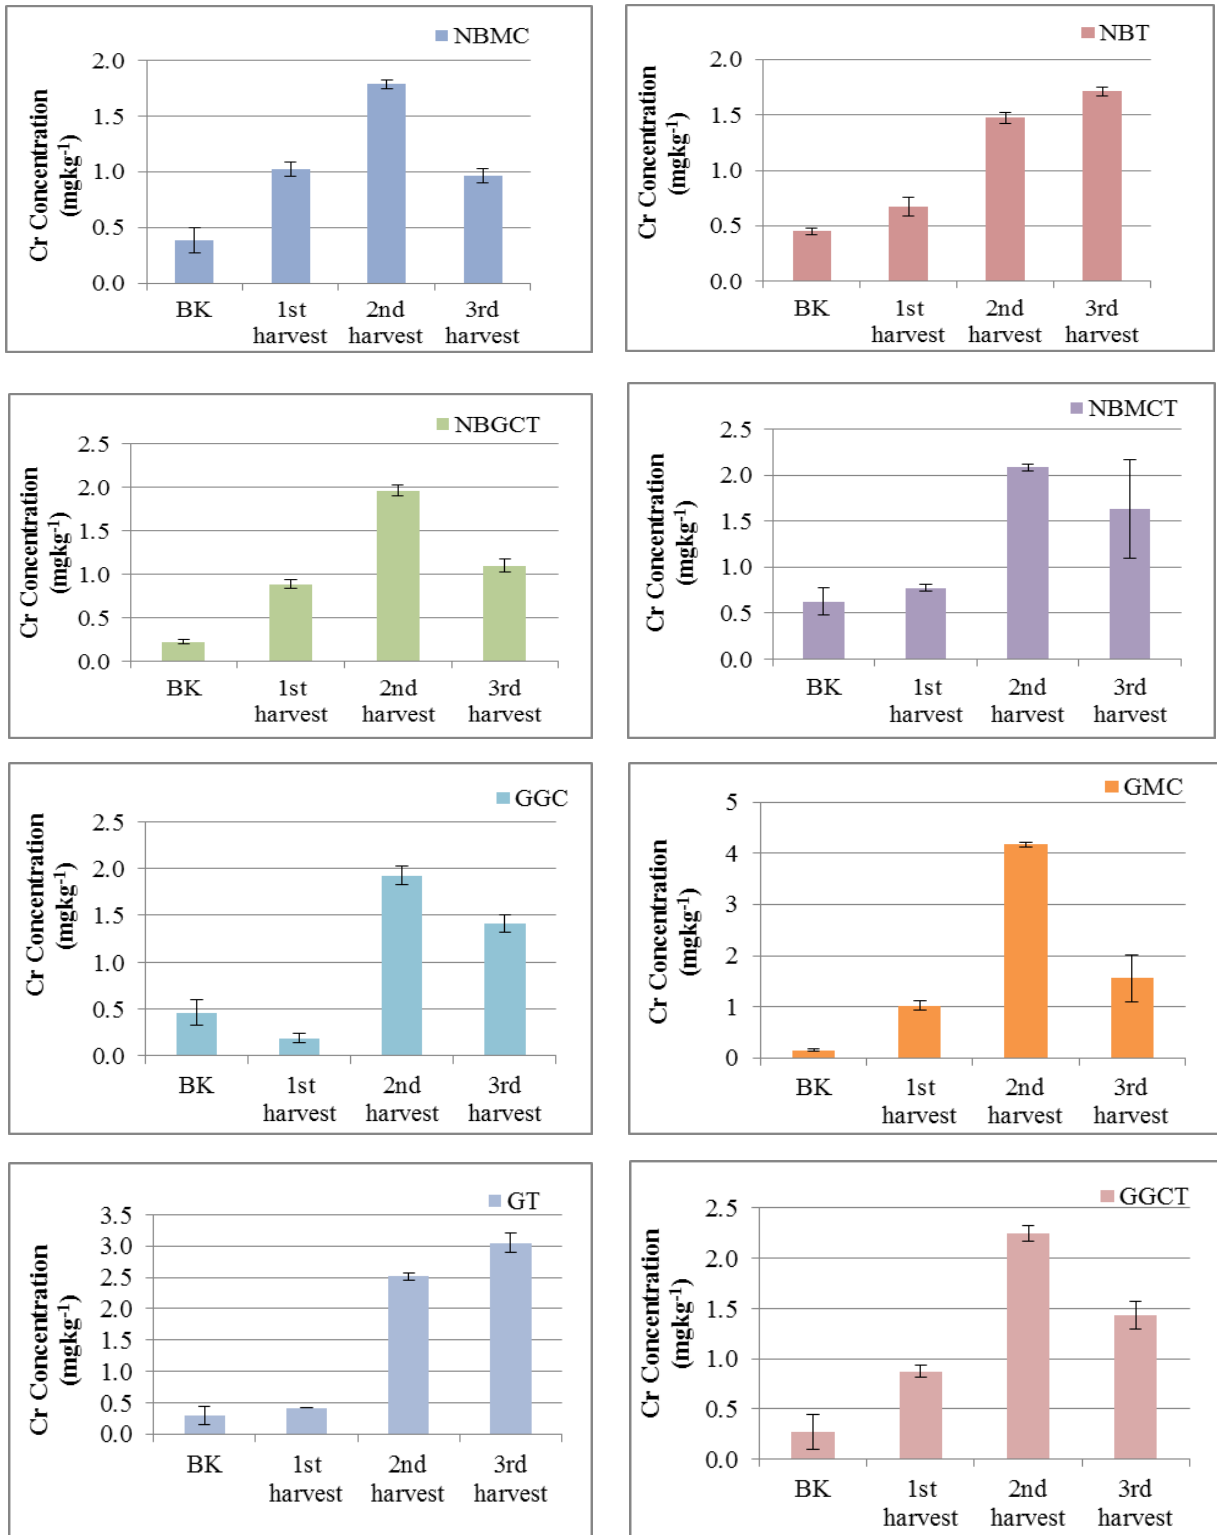 NBMC
Cr Concentration
(mgkg-1)
2.0
1.5
1.0
0.5
0.0
BK 1st 2nd 3rd
harvest harvest harvest
NBT
Cr Concentration
(mgkg-1)
2.0
1.5
1.0
0.5
0.0
BK 1st 2nd 3rd
harvest harvest harvest
NBGCT
Cr Concentration
(mgkg-1)
2.5
2.0
1.5
1.0
0.5
0.0
BK 1st 2nd 3rd
harvest harvest harvest
NBMCT
Cr Concentration
(mgkg-1)
2.5
2.0
1.5
1.0
0.5
0.0
BK 1st 2nd 3rd
harvest harvest harvest
GGC
Cr Concentration
(mgkg-1)
2.5
2.0
1.5
1.0
0.5
0.0
BK 1st 2nd 3rd
harvest harvest harvest
GMC
Cr Concentration
(mgkg-1)
5
4
3
2
1
0
BK 1st 2nd 3rd
harvest harvest harvest
GT
Cr Concentration
(mgkg-1)
3.5
3.0
2.5
2.0
1.5
1.0
0.5
0.0
BK 1st 2nd 3rd
harvest harvest harvest
GGCT
Cr Concentration
(mgkg-1)
2.5
2.0
1.5
1.0
0.5
0.0
BK 1st 2nd 3rd
harvest harvest harvest